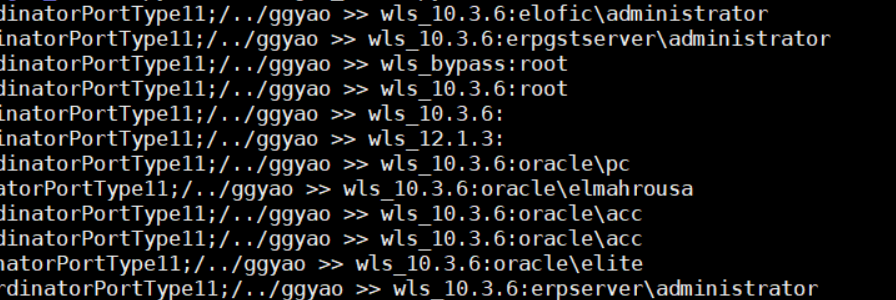 dinatorPortType11;/../ggyao >> wls_10.3.6:elofic\administrator
inatorPortType11;/../ggyao >> wls_10.3.6:erpgstserver\administrator
dinatorPortType11;/../ggyao >> wls_bypass:root
dinatorPortType11;/../ggyao >> wls_10.3.6:root
inatorPortType11;/../ggyao >> wls_10.3.6:
inatorPortType11;/../ggyao >> wls_12.1.3:
dinatorPortType11;/../ggyao >> wls_10.3.6:oracle\pc
atorPortType11;/../ggyao >> wls_10.3.6:oracle\elmahrousa
dinatorPortType11;/../ggyao >> wls_10.3.6:oracle\acc
dinatorPortType11;/../ggyao >> wls_10.3.6:oracle\acc
natorPortType11;/../ggyao >> wls_10.3.6:oracle\elite
rdinatorPortType11;/../ggyao >> wls_10.3.6:erpserver\administrator